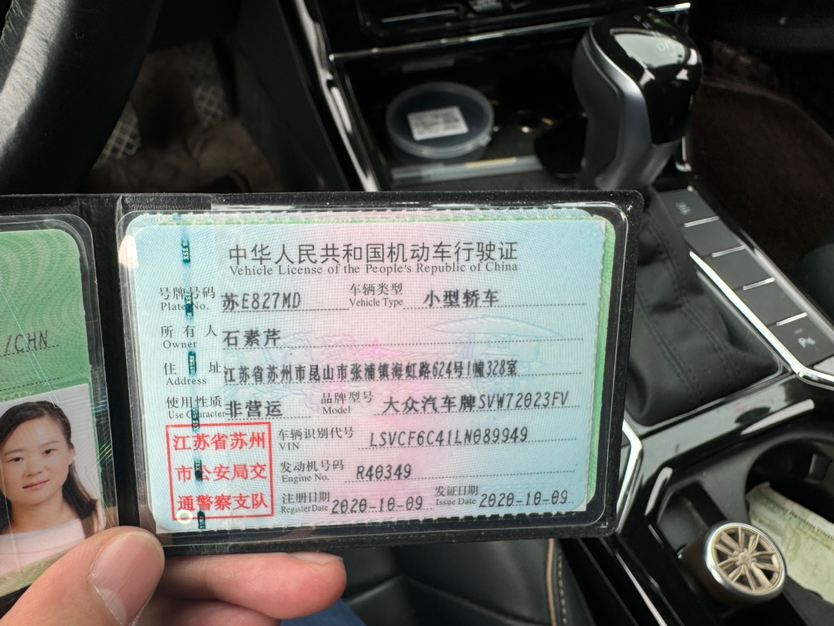 /CHN
中华人民共和国机动车行驶证
Vehicle License of the People's Republic of China
号牌号码 苏E827MD 车辆类型 小型轿车
Plate No. Vehicle Type
所有人 石素芹
Owner
住址 江苏省苏州市昆山市张浦镇海虹路624号1幢328室
Address
使用性质 非营运 品牌型号 大众汽车牌SVW72023FV
Use Character Model
江苏省苏州 车辆识别代号 LSVCF6C41LN089949
VIN
市公安局交 发动机号码 R40349
Engine No.
通警察支队 注册日期 2020-10-09 发证日期 2020-10-09
Register Date Issue Date